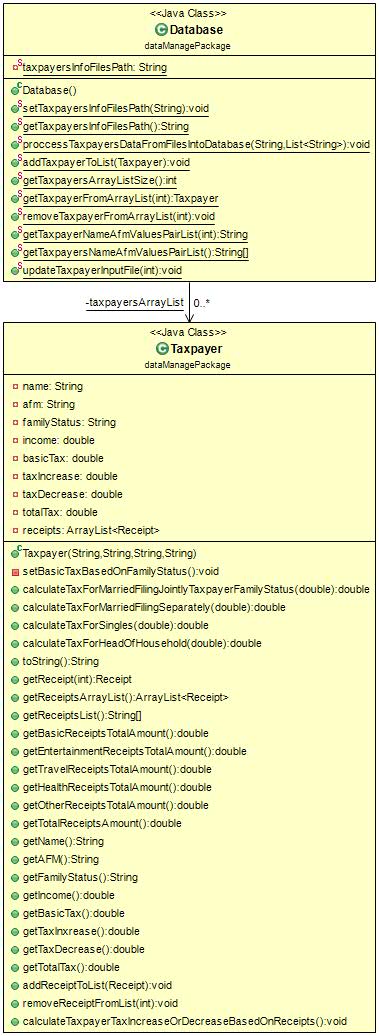 <<Java Class>>
Database
dataManagePackage
taxpayersInfoFilesPath: String
Database()
setTaxpayersInfoFilesPath(String):void
getTaxpayersInfoFilesPath():String
proccessTaxpayersDataFromFilesIntoDatabase(String,List<String>):void
addTaxpayerToList(Taxpayer):void
getTaxpayersArrayListSize():int
getTaxpayerFromArrayList(int):Taxpayer
removeTaxpayerFromArrayList(int):void
getTaxpayerNameAfmValuesPairList(int):String
getTaxpayersNameAfmValuesPairList():String[]
updateTaxpayerInputFile(int):void
-taxpayersArrayList 0..*
<<Java Class>>
Taxpayer
dataManagePackage
name: String
afm: String
familyStatus: String
income: double
basicTax: double
taxIncrease: double
taxDecrease: double
totalTax: double
receipts: ArrayList<Receipt>
Taxpayer(String,String,String,String)
setBasicTaxBasedOnFamilyStatus():void
calculateTaxForMarriedFilingJointlyTaxpayerFamilyStatus(double):double
calculateTaxForMarriedFilingSeparately(double):double
calculateTaxForSingles(double):double
calculateTaxForHeadOfHousehold(double):double
toString():String
getReceipt(int):Receipt
getReceiptsArrayList():ArrayList<Receipt>
getReceiptsList():String[]
getBasicReceiptsTotalAmount():double
getEntertainmentReceiptsTotalAmount():double
getTravelReceiptsTotalAmount():double
getHealthReceiptsTotalAmount():double
getOtherReceiptsTotalAmount():double
getTotalReceiptsAmount():double
getName():String
getAFM():String
getFamilyStatus():String
getIncome():double
getBasicTax():double
getTaxInxrease():double
getTaxDecrease():double
getTotalTax():double
addReceiptToList(Receipt):void
removeReceiptFromList(int):void
calculateTaxpayerTaxIncreaseOrDecreaseBasedOnReceipts():void